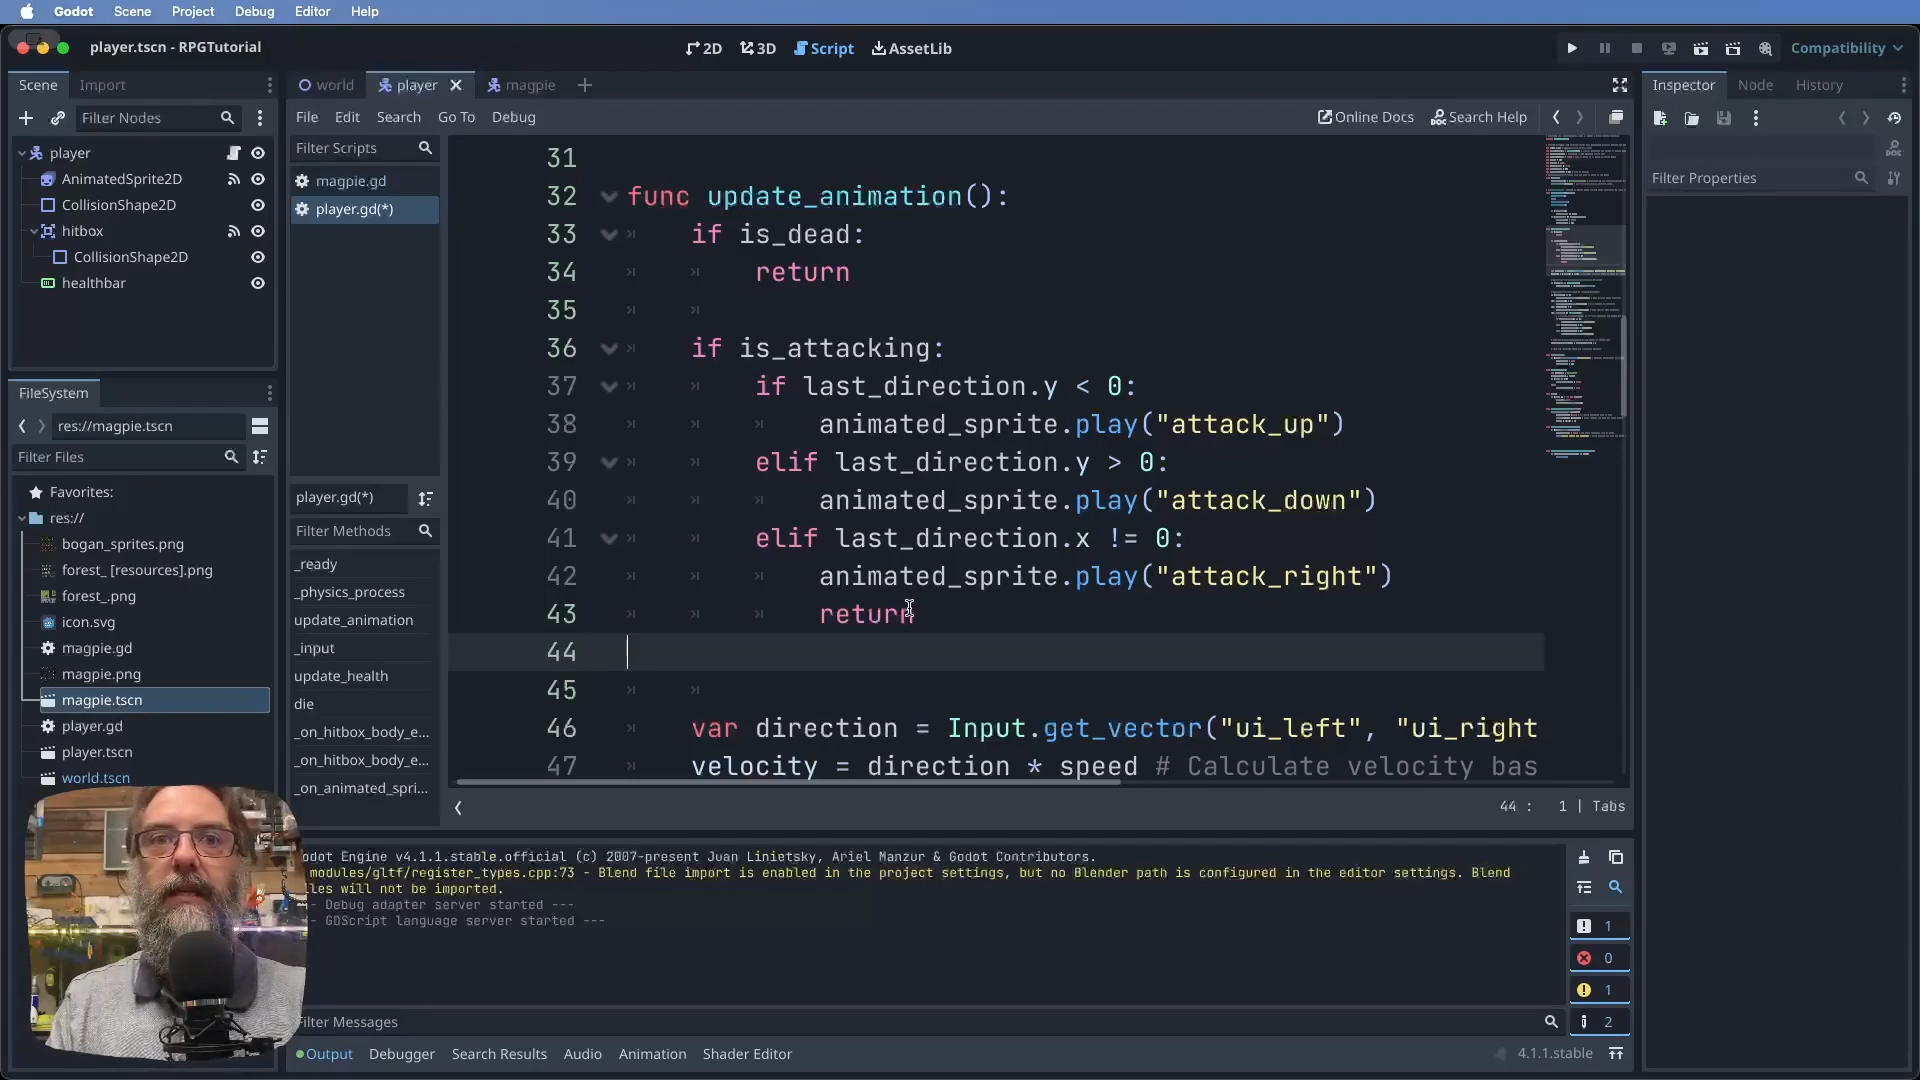 Godot Scene Project Debug Editor Help
player.tscn - RPGTutorial
2D 3D Script AssetLib
Compatibility
Scene Import
world player magpie
Inspector Node History
Filter Nodes
File Edit Search Go To Debug
Online Docs Search Help
Filter Scripts
magpie.gd
player.gd(*)
Filter Properties
player
AnimatedSprite2D
CollisionShape2D
hitbox
CollisionShape2D
healthbar
31
32 func update_animation():
33 if is_dead:
34 return
35
36 if is_attacking:
37 if last_direction.y < 0:
38 animated_sprite.play("attack_up")
39 elif last_direction.y > 0:
40 animated_sprite.play("attack_down")
41 elif last_direction.x != 0:
42 animated_sprite.play("attack_right")
43 return
44
45
46 var direction = Input.get_vector("ui_left", "ui_right
47 velocity = direction * speed # Calculate velocity bas
44 : 1 | Tabs
FileSystem
res://magpie.tscn
Filter Files
Favorites:
res://
bogan_sprites.png
forest_ [resources].png
forest_.png
icon.svg
magpie.gd
magpie.png
magpie.tscn
player.gd
player.tscn
world.tscn
player.gd(*)
Filter Methods
_ready
_physics_process
update_animation
_input
update_health
die
_on_hitbox_body_e...
_on_hitbox_body_e...
_on_animated_spri...
odot Engine v4.1.1.stable.official (c) 2007-present Juan Linietsky, Ariel Manzur & Godot Contributors.
modules/gltf/register_types.cpp:73 - Blend file import is enabled in the project settings, but no Blender path is configured in the editor settings. Blend
iles will not be imported.
-- Debug adapter server started ---
-- GDScript language server started ---
1
0
1
2
Filter Messages
Output Debugger Search Results Audio Animation Shader Editor
4.1.1.stable